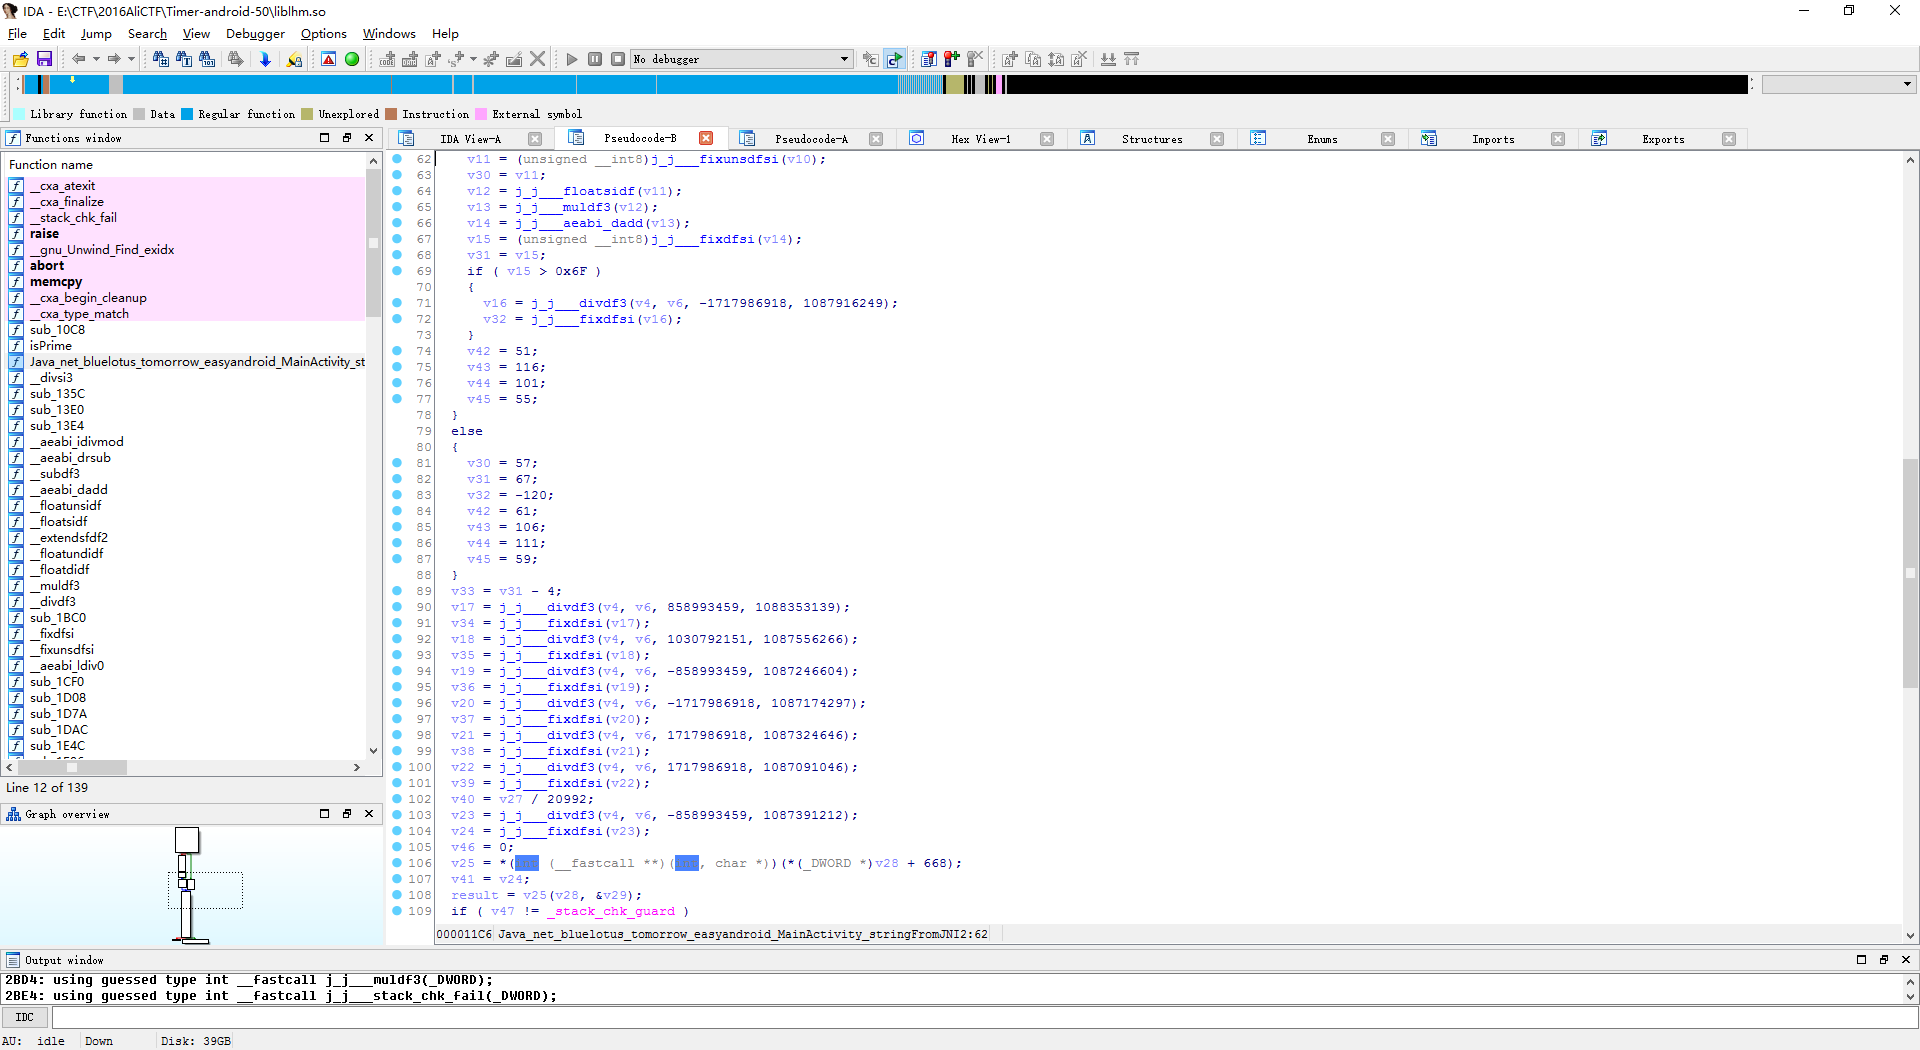 IDA - E:\CTF\2016AliCTF\Timer-android-50\liblhm.so
File Edit Jump Search View Debugger Options Windows Help
No debugger
Library function Data Regular function Unexplored Instruction External symbol
Functions window
IDA View-A Pseudocode-B Pseudocode-A Hex View-1 Structures Enums Imports Exports
Function name
__cxa_atexit
__cxa_finalize
__stack_chk_fail
raise
__gnu_Unwind_Find_exidx
abort
memcpy
__cxa_begin_cleanup
__cxa_type_match
sub_10C8
isPrime
Java_net_bluelotus_tomorrow_easyandroid_MainActivity_st
__divsi3
sub_135C
sub_13E0
sub_13E4
__aeabi_idivmod
__aeabi_drsub
__subdf3
__aeabi_dadd
__floatunsidf
__floatsidf
__extendsfdf2
__floatundidf
__floatdidf
__muldf3
__divdf3
sub_1BC0
__fixdfsi
__fixunsdfsi
__aeabi_ldiv0
sub_1CF0
sub_1D08
sub_1D7A
sub_1DAC
sub_1E4C
Line 12 of 139
Graph overview
62 v11 = (unsigned __int8)j_j___fixunsdfsi(v10);
63 v30 = v11;
64 v12 = j_j___floatsidf(v11);
65 v13 = j_j___muldf3(v12);
66 v14 = j_j___aeabi_dadd(v13);
67 v15 = (unsigned __int8)j_j___fixdfsi(v14);
68 v31 = v15;
69 if ( v15 > 0x6F )
70 {
71 v16 = j_j___divdf3(v4, v6, -1717986918, 1087916249);
72 v32 = j_j___fixdfsi(v16);
73 }
74 v42 = 51;
75 v43 = 116;
76 v44 = 101;
77 v45 = 55;
78 }
79 else
80 {
81 v30 = 57;
82 v31 = 67;
83 v32 = -120;
84 v42 = 61;
85 v43 = 106;
86 v44 = 111;
87 v45 = 59;
88 }
89 v33 = v31 - 4;
90 v17 = j_j___divdf3(v4, v6, 858993459, 1088353139);
91 v34 = j_j___fixdfsi(v17);
92 v18 = j_j___divdf3(v4, v6, 1030792151, 1087556266);
93 v35 = j_j___fixdfsi(v18);
94 v19 = j_j___divdf3(v4, v6, -858993459, 1087246604);
95 v36 = j_j___fixdfsi(v19);
96 v20 = j_j___divdf3(v4, v6, -1717986918, 1087174297);
97 v37 = j_j___fixdfsi(v20);
98 v21 = j_j___divdf3(v4, v6, 1717986918, 1087324646);
99 v38 = j_j___fixdfsi(v21);
100 v22 = j_j___divdf3(v4, v6, 1717986918, 1087091046);
101 v39 = j_j___fixdfsi(v22);
102 v40 = v27 / 20992;
103 v23 = j_j___divdf3(v4, v6, -858993459, 1087391212);
104 v24 = j_j___fixdfsi(v23);
105 v46 = 0;
106 v25 = *( (__fastcall **)( , char *))(*(_DWORD *)v28 + 668);
107 v41 = v24;
108 result = v25(v28, &v29);
109 if ( v47 != _stack_chk_guard )
000011C6 Java_net_bluelotus_tomorrow_easyandroid_MainActivity_stringFromJNI2:62
Output window
2BD4: using guessed type int __fastcall j_j___muldf3(_DWORD);
2BE4: using guessed type int __fastcall j_j___stack_chk_fail(_DWORD);
IDC
AU: idle Down Disk: 39GB